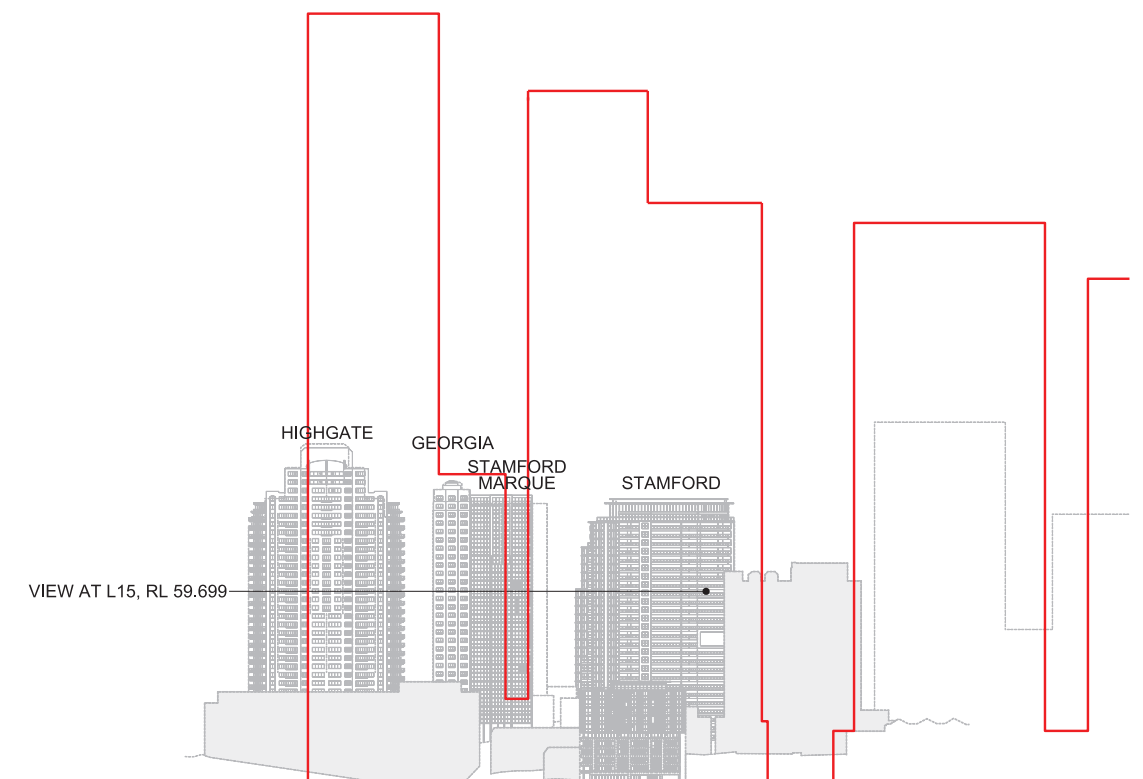 HIGHGATE
GEORGIA
STAMFORD
MARQUE
STAMFORD
VIEW AT L15, RL 59.699